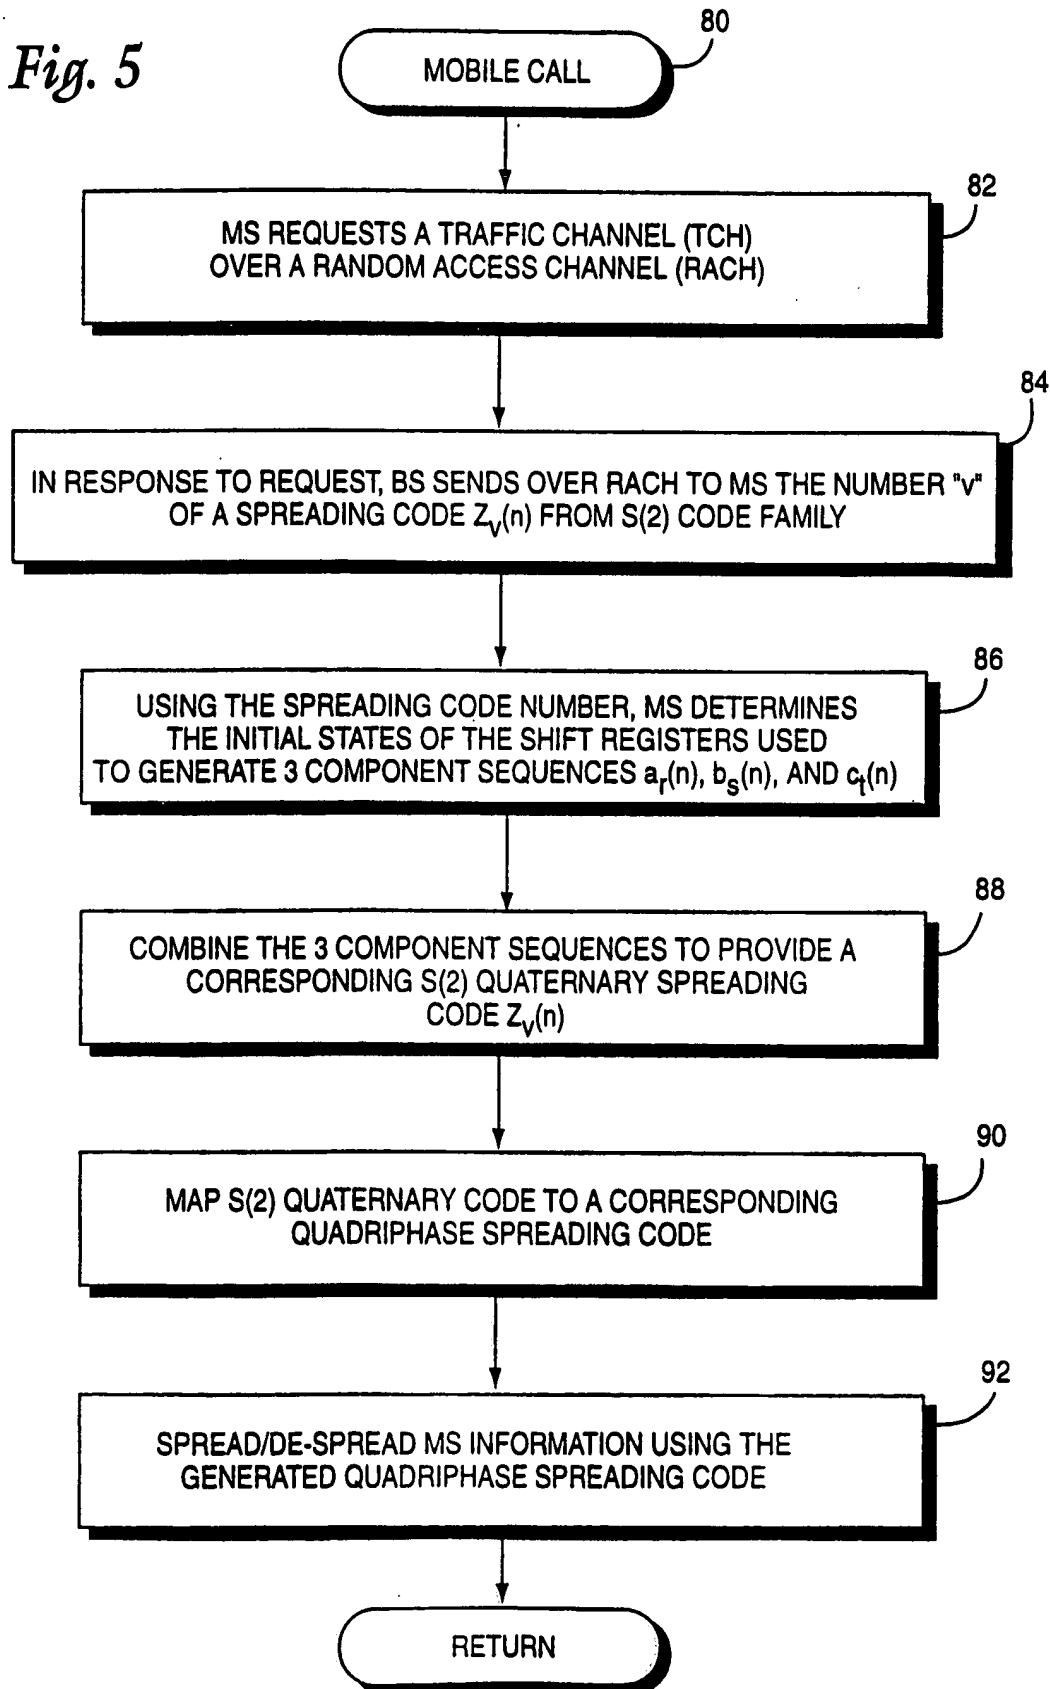 Fig. 5
80
MOBILE CALL
82
MS REQUESTS A TRAFFIC CHANNEL (TCH)
OVER A RANDOM ACCESS CHANNEL (RACH)
84
IN RESPONSE TO REQUEST, BS SENDS OVER RACH TO MS THE NUMBER "v"
OF A SPREADING CODE Zv(n) FROM S(2) CODE FAMILY
86
USING THE SPREADING CODE NUMBER, MS DETERMINES
THE INITIAL STATES OF THE SHIFT REGISTERS USED
TO GENERATE 3 COMPONENT SEQUENCES ar(n), bs(n), AND ct(n)
88
COMBINE THE 3 COMPONENT SEQUENCES TO PROVIDE A
CORRESPONDING S(2) QUATERNARY SPREADING
CODE Zv(n)
90
MAP S(2) QUATERNARY CODE TO A CORRESPONDING
QUADRIPHASE SPREADING CODE
92
SPREAD/DE-SPREAD MS INFORMATION USING THE
GENERATED QUADRIPHASE SPREADING CODE
RETURN